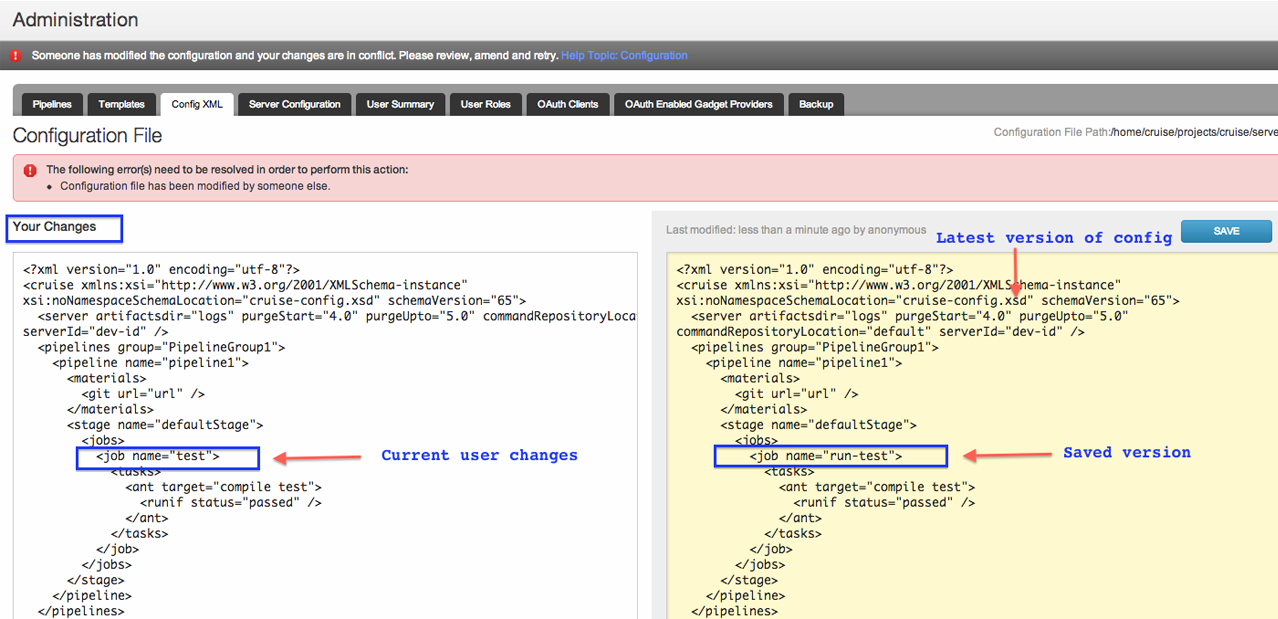 Administration
Someone has modified the configuration and your changes are in conflict. Please review, amend and retry. Help Topic: Configuration
Pipelines Templates Config XML Server Configuration User Summary User Roles OAuth Clients OAuth Enabled Gadget Providers Backup
Configuration File
Configuration File Path:/home/cruise/projects/cruise/serve
The following error(s) need to be resolved in order to perform this action:
• Configuration file has been modified by someone else.
Your Changes
<?xml version="1.0" encoding="utf-8"?>
<cruise xmlns:xsi="http://www.w3.org/2001/XMLSchema-instance"
xsi:noNamespaceSchemaLocation="cruise-config.xsd" schemaVersion="65">
<server artifactsdir="logs" purgeStart="4.0" purgeUpto="5.0" commandRepositoryLoca
serverId="dev-id" />
<pipelines group="PipelineGroup1">
<pipeline name="pipeline1">
<materials>
<git url="url" />
</materials>
<stage name="defaultStage">
<jobs>
<job name="test">
Current user changes
<tasks>
<ant target="compile test">
<runif status="passed" />
</ant>
</tasks>
</job>
</jobs>
</stage>
</pipeline>
</pipelines>
Last modified: less than a minute ago by anonymous
Latest version of config
SAVE
<?xml version="1.0" encoding="utf-8"?>
<cruise xmlns:xsi="http://www.w3.org/2001/XMLSchema-instance"
xsi:noNamespaceSchemaLocation="cruise-config.xsd" schemaVersion="65">
<server artifactsdir="logs" purgeStart="4.0" purgeUpto="5.0"
commandRepositoryLocation="default" serverId="dev-id" />
<pipelines group="PipelineGroup1">
<pipeline name="pipeline1">
<materials>
<git url="url" />
</materials>
<stage name="defaultStage">
<jobs>
<job name="run-test">
Saved version
<tasks>
<ant target="compile test">
<runif status="passed" />
</ant>
</tasks>
</job>
</jobs>
</stage>
</pipeline>
</pipelines>